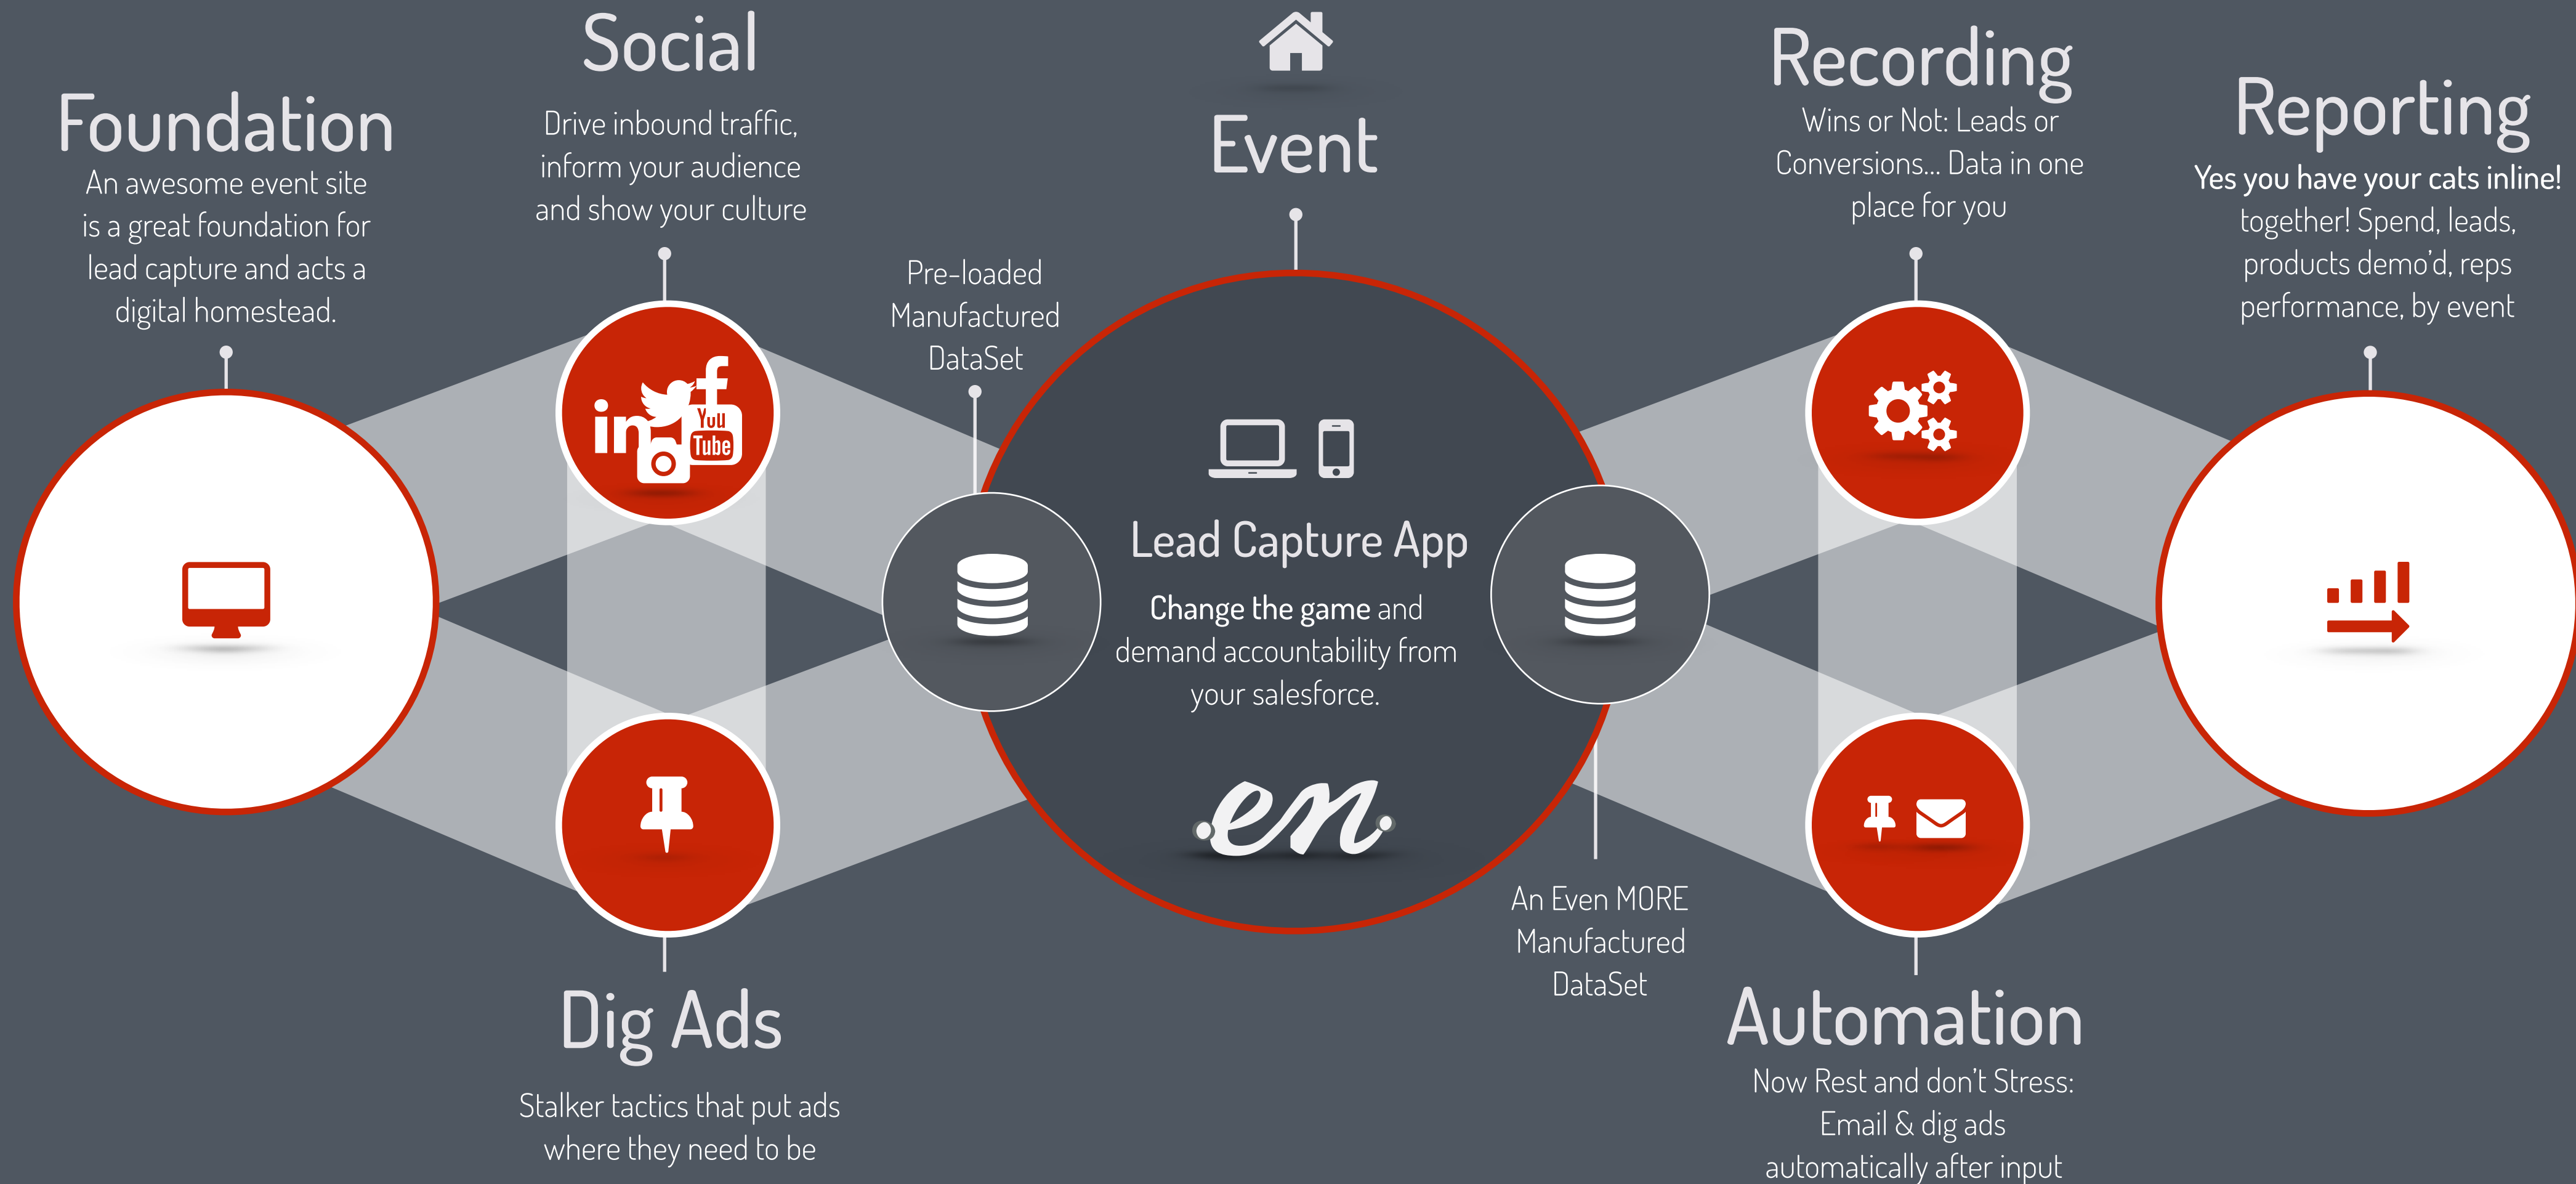 Foundation
An awesome event site
is a great foundation for
lead capture and acts a
digital homestead.
Social
Drive inbound traffic,
inform your audience
and show your culture
in
f
You
Tube
Dig Ads
Stalker tactics that put ads
where they need to be
Pre-loaded
Manufactured
DataSet
Event
Lead Capture App
Change the game and
demand accountability from
your salesforce.
.en.
An Even MORE
Manufactured
DataSet
Recording
Wins or Not: Leads or
Conversions... Data in one
place for you
Automation
Now Rest and don't Stress:
Email & dig ads
automatically after input
Reporting
Yes you have your cats inline!
together! Spend, leads,
products demo'd, reps
performance, by event